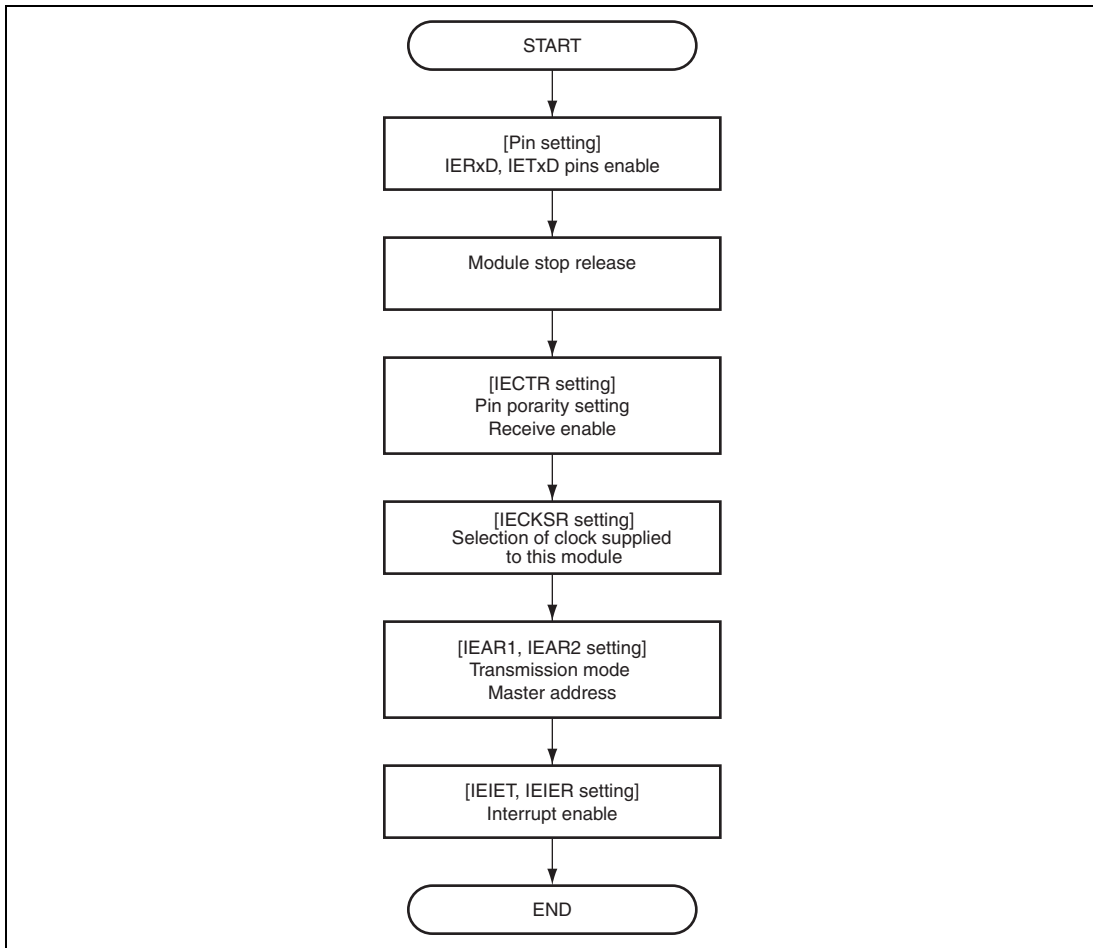 START
[Pin setting]
IERxD, IETxD pins enable
Module stop release
[IECTR setting]
Pin porarity setting
Receive enable
[IECKSR setting]
Selection of clock supplied
to this module
[IEAR1, IEAR2 setting]
Transmission mode
Master address
[IEIET, IEIER setting]
Interrupt enable
END